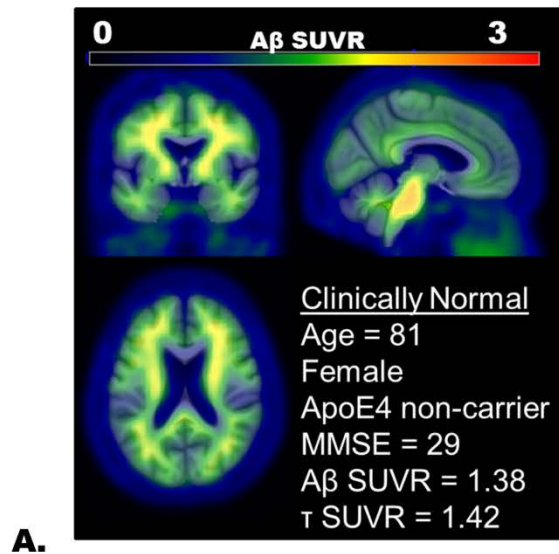 0 Aβ SUVR 3
Clinically Normal
Age = 81
Female
ApoE4 non-carrier
MMSE = 29
Aβ SUVR = 1.38
τ SUVR = 1.42
A.